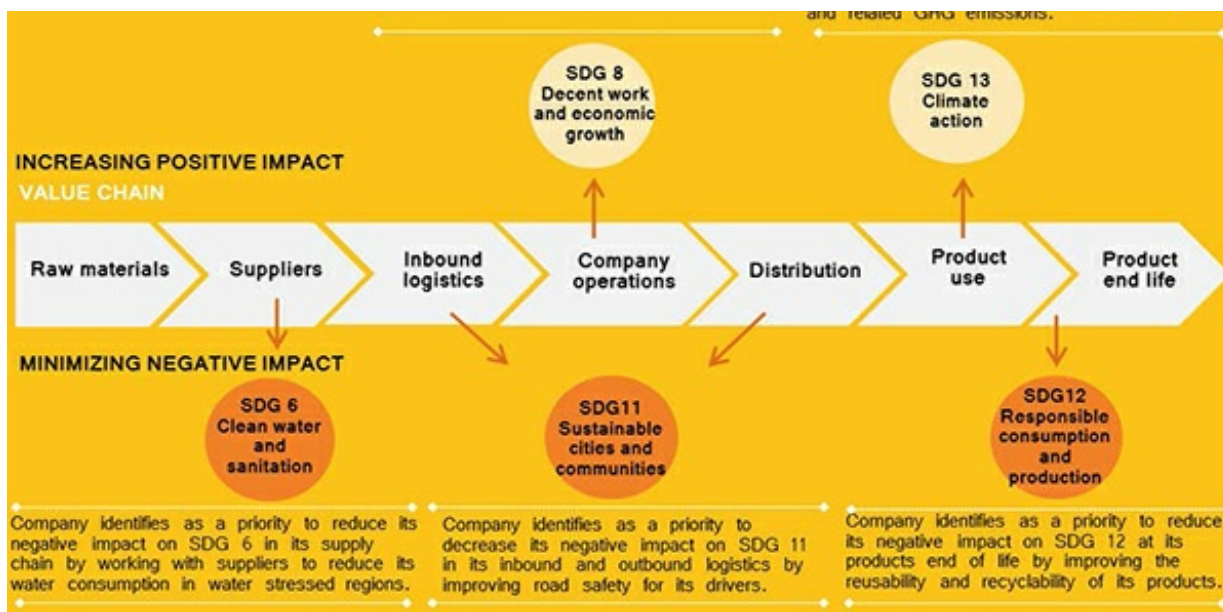 and related GHG emissions.
SDG 8
Decent work
and economic
growth
SDG 13
Climate
action
INCREASING POSITIVE IMPACT
VALUE CHAIN
Raw materials
Suppliers
Inbound
logistics
Company
operations
Distribution
Product
use
Product
end life
MINIMIZING NEGATIVE IMPACT
SDG 6
Clean water
and
sanitation
SDG11
Sustainable
cities and
communities
SDG12
Responsible
consumption
and
production
Company identifies as a priority to reduce its
negative impact on SDG 6 in its supply
chain by working with suppliers to reduce its
water consumption in water stressed regions.
Company identifies as a priority to
decrease its negative impact on SDG 11
in its inbound and outbound logistics by
improving road safety for its drivers.
Company identifies as a priority to reduce
its negative impact on SDG 12 at its
products end of life by improving the
reusability and recyclability of its products.